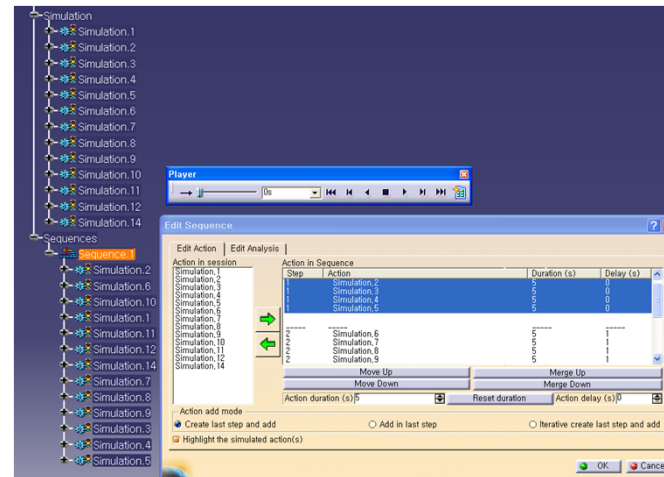 Simulation
Simulation.1
Simulation.2
Simulation.3
Simulation.4
Simulation.5
Simulation.6
Simulation.7
Simulation.8
Simulation.9
Simulation.10
Simulation.11
Simulation.12
Simulation.14
Sequences
Sequence.1
Simulation.2
Simulation.6
Simulation.10
Simulation.1
Simulation.11
Simulation.12
Simulation.14
Simulation.7
Simulation.8
Simulation.9
Simulation.3
Simulation.4
Simulation.5
Player
0s
Edit Sequence
?
Edit Action Edit Analysis
Action in session
Simulation,1
Simulation,2
Simulation,3
Simulation,4
Simulation,5
Simulation,6
Simulation,7
Simulation,8
Simulation,9
Simulation,10
Simulation,11
Simulation,12
Simulation,14
Action in Sequence
Step Action Duration (s) Delay (s)
1 Simulation,2 5 0
1 Simulation,3 5 0
1 Simulation,4 5 0
1 Simulation,5 5 0
----- ----- ----- -----
2 Simulation,6 5 1
2 Simulation,7 5 1
2 Simulation,8 5 1
2 Simulation,9 5 1
Move Up Merge Up
Move Down Merge Down
Action duration (s) 5 Reset duration Action delay (s) 0
Action add mode
Create last step and add Add in last step Iterative create last step and add
Highlight the simulated action(s)
OK Cance